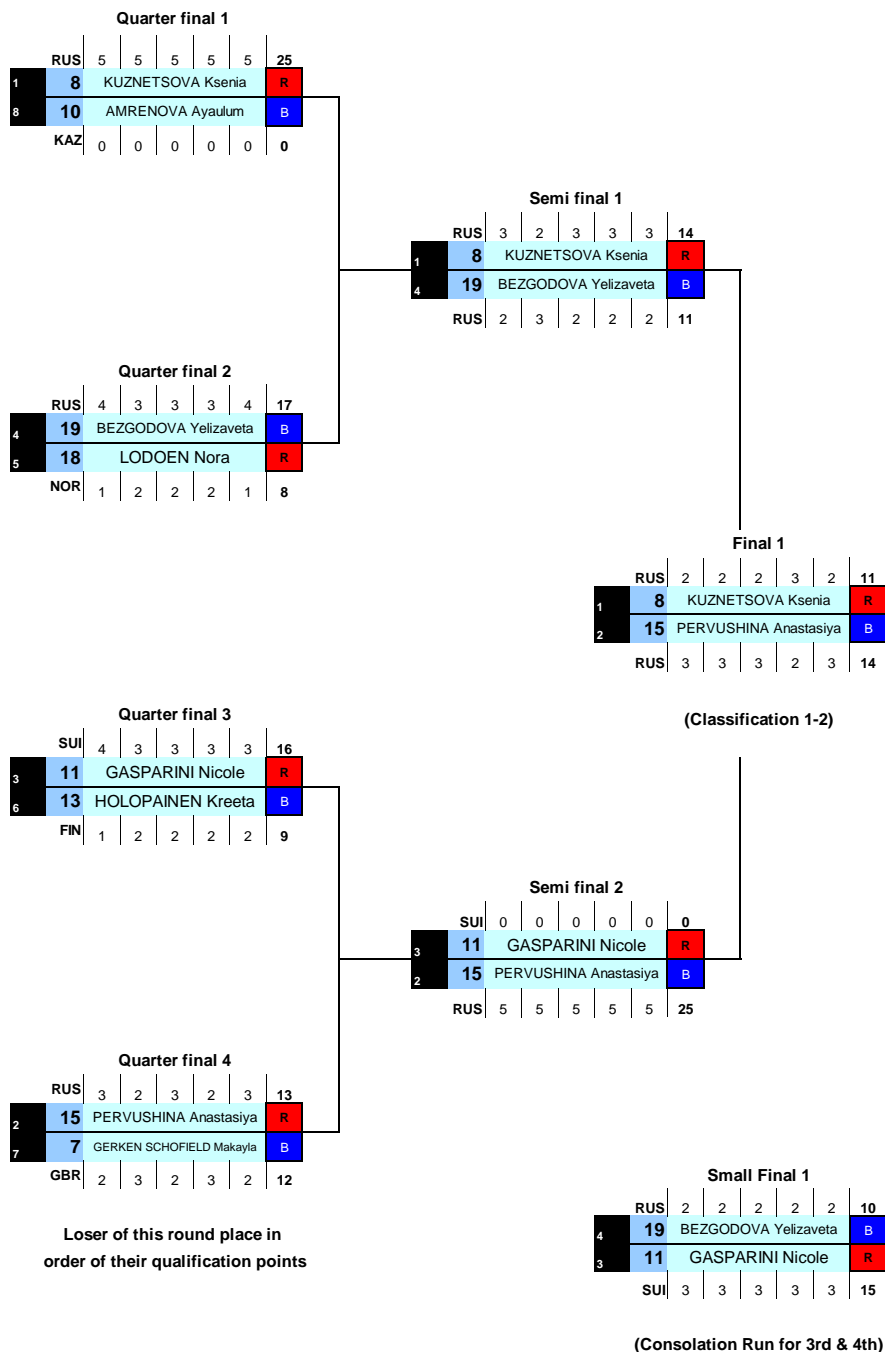 Quarter final 1
RUS 5 5 5 5 5 25
1 8 KUZNETSOVA Ksenia R
8 10 AMRENOVA Ayaulum B
KAZ 0 0 0 0 0 0
Semi final 1
RUS 3 2 3 3 3 14
1 8 KUZNETSOVA Ksenia R
4 19 BEZGODOVA Yelizaveta B
RUS 2 3 2 2 2 11
Quarter final 2
RUS 4 3 3 3 4 17
4 19 BEZGODOVA Yelizaveta B
5 18 LODOEN Nora R
NOR 1 2 2 2 1 8
Final 1
RUS 2 2 2 3 2 11
1 8 KUZNETSOVA Ksenia R
2 15 PERVUSHINA Anastasiya B
RUS 3 3 3 2 3 14
(Classification 1-2)
Quarter final 3
SUI 4 3 3 3 3 16
3 11 GASPARINI Nicole R
6 13 HOLOPAINEN Kreeta B
FIN 1 2 2 2 2 9
Semi final 2
SUI 0 0 0 0 0 0
3 11 GASPARINI Nicole R
2 15 PERVUSHINA Anastasiya B
RUS 5 5 5 5 5 25
Quarter final 4
RUS 3 2 3 2 3 13
2 15 PERVUSHINA Anastasiya R
7 7 GERKEN SCHOFIELD Makayla B
GBR 2 3 2 3 2 12
Loser of this round place in
order of their qualification points
Small Final 1
RUS 2 2 2 2 2 10
4 19 BEZGODOVA Yelizaveta B
3 11 GASPARINI Nicole R
SUI 3 3 3 3 3 15
(Consolation Run for 3rd & 4th)